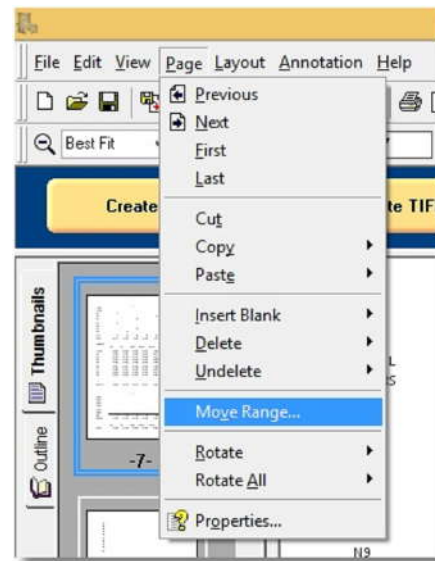 File Edit View Page Layout Annotation Help
Previous
Next
Best Fit
First
Last
Create
te TIF
Cut
Copy
Paste
Thumbnails
Insert Blank
Delete
Undelete
Move Range...
Outline
-7-
Rotate
Rotate All
Properties...
N9